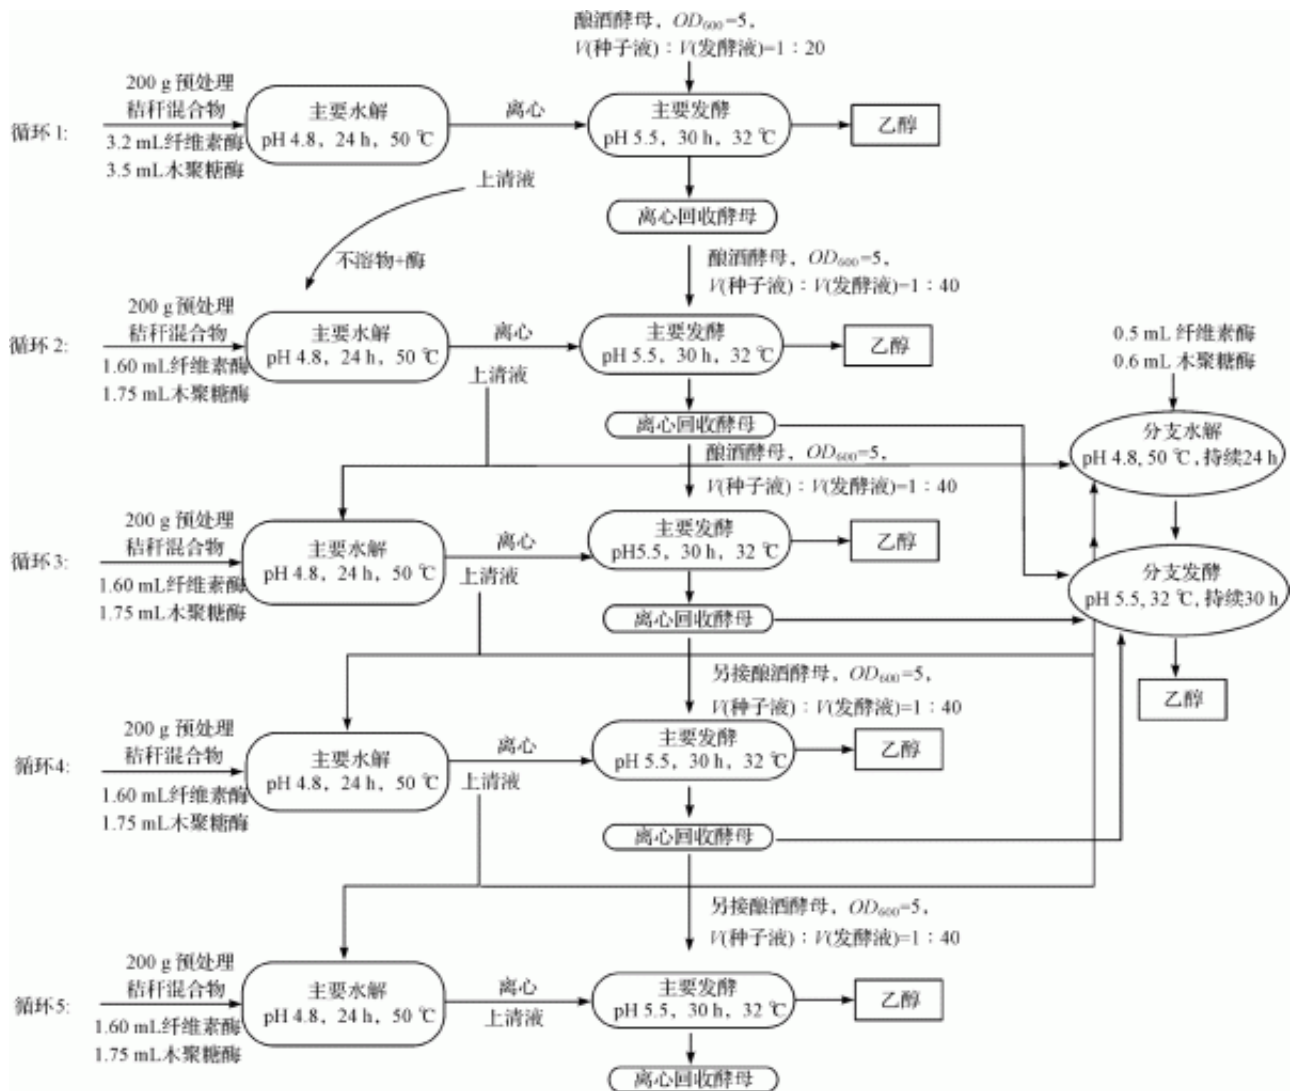 酿酒酵母，OD600=5，
V(种子液)：V(发酵液)=1：20
循环1:
200 g 预处理
秸秆混合物
3.2 mL纤维素酶
3.5 mL木聚糖酶
主要水解
pH 4.8，24 h，50 ℃
离心
上清液
主要发酵
pH 5.5，30 h，32 ℃
乙醇
离心回收酵母
不溶物+酶
酿酒酵母，OD600=5，
V(种子液)：V(发酵液)=1：40
循环2:
200 g 预处理
秸秆混合物
1.60 mL纤维素酶
1.75 mL木聚糖酶
主要水解
pH 4.8，24 h，50 ℃
离心
上清液
主要发酵
pH 5.5，30 h，32 ℃
乙醇
离心回收酵母
0.5 mL 纤维素酶
0.6 mL 木聚糖酶
分支水解
pH 4.8, 50 ℃,持续24 h
酿酒酵母，OD600=5，
V(种子液)：V(发酵液)=1：40
循环3:
200 g 预处理
秸秆混合物
1.60 mL纤维素酶
1.75 mL木聚糖酶
主要水解
pH 4.8，24 h，50 ℃
离心
上清液
主要发酵
pH5.5，30 h，32 ℃
乙醇
离心回收酵母
分支发酵
pH 5.5, 32 ℃,持续30 h
乙醇
另接酿酒酵母，OD600=5，
V(种子液)：V(发酵液)=1：40
循环4:
200 g 预处理
秸秆混合物
1.60 mL纤维素酶
1.75 mL木聚糖酶
主要水解
pH 4.8，24 h，50 ℃
离心
上清液
主要发酵
pH 5.5，30 h，32 ℃
乙醇
离心回收酵母
另接酿酒酵母，OD600=5，
V(种子液)：V(发酵液)=1：40
循环5:
200 g 预处理
秸秆混合物
1.60 mL纤维素酶
1.75 mL木聚糖酶
主要水解
pH 4.8，24 h，50 ℃
离心
上清液
主要发酵
pH 5.5，30 h，32 ℃
乙醇
离心回收酵母